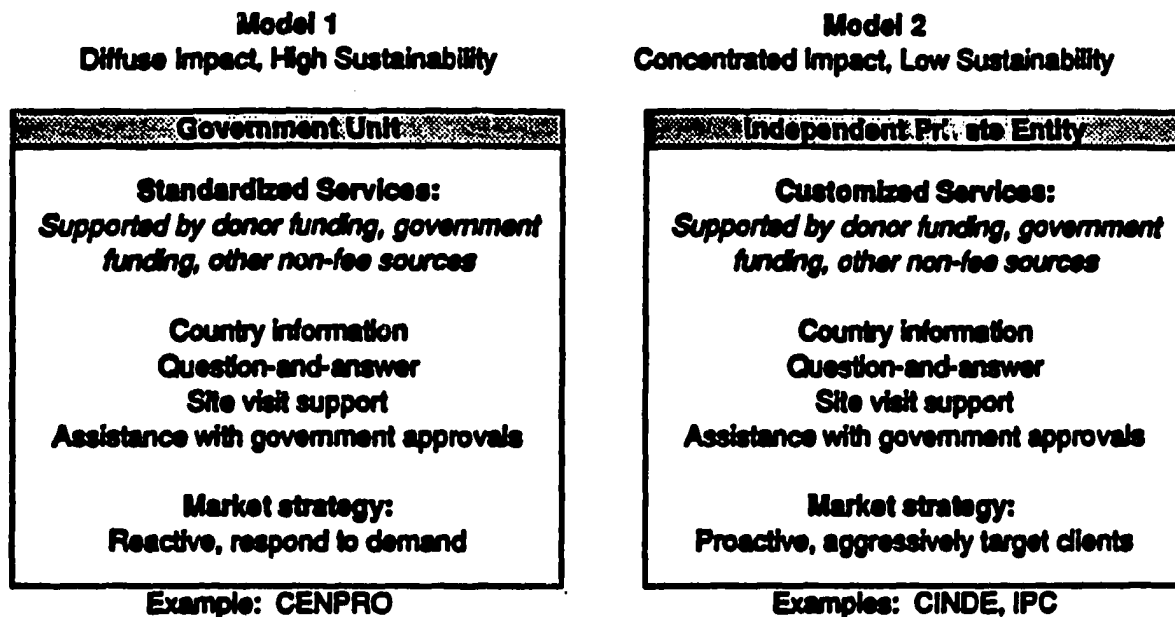 Model 1
Diffuse Impact, High Sustainability
Government Unit
Standardized Services:
Supported by donor funding, government
funding, other non-fee sources
Country information
Question-and-answer
Site visit support
Assistance with government approvals
Market strategy:
Reactive, respond to demand
Example: CENPRO
Model 2
Concentrated Impact, Low Sustainability
Independent Private Entity
Customized Services:
Supported by donor funding, government
funding, other non-fee sources
Country information
Question-and-answer
Site visit support
Assistance with government approvals
Market strategy:
Proactive, aggressively target clients
Examples: CINDE, IPC